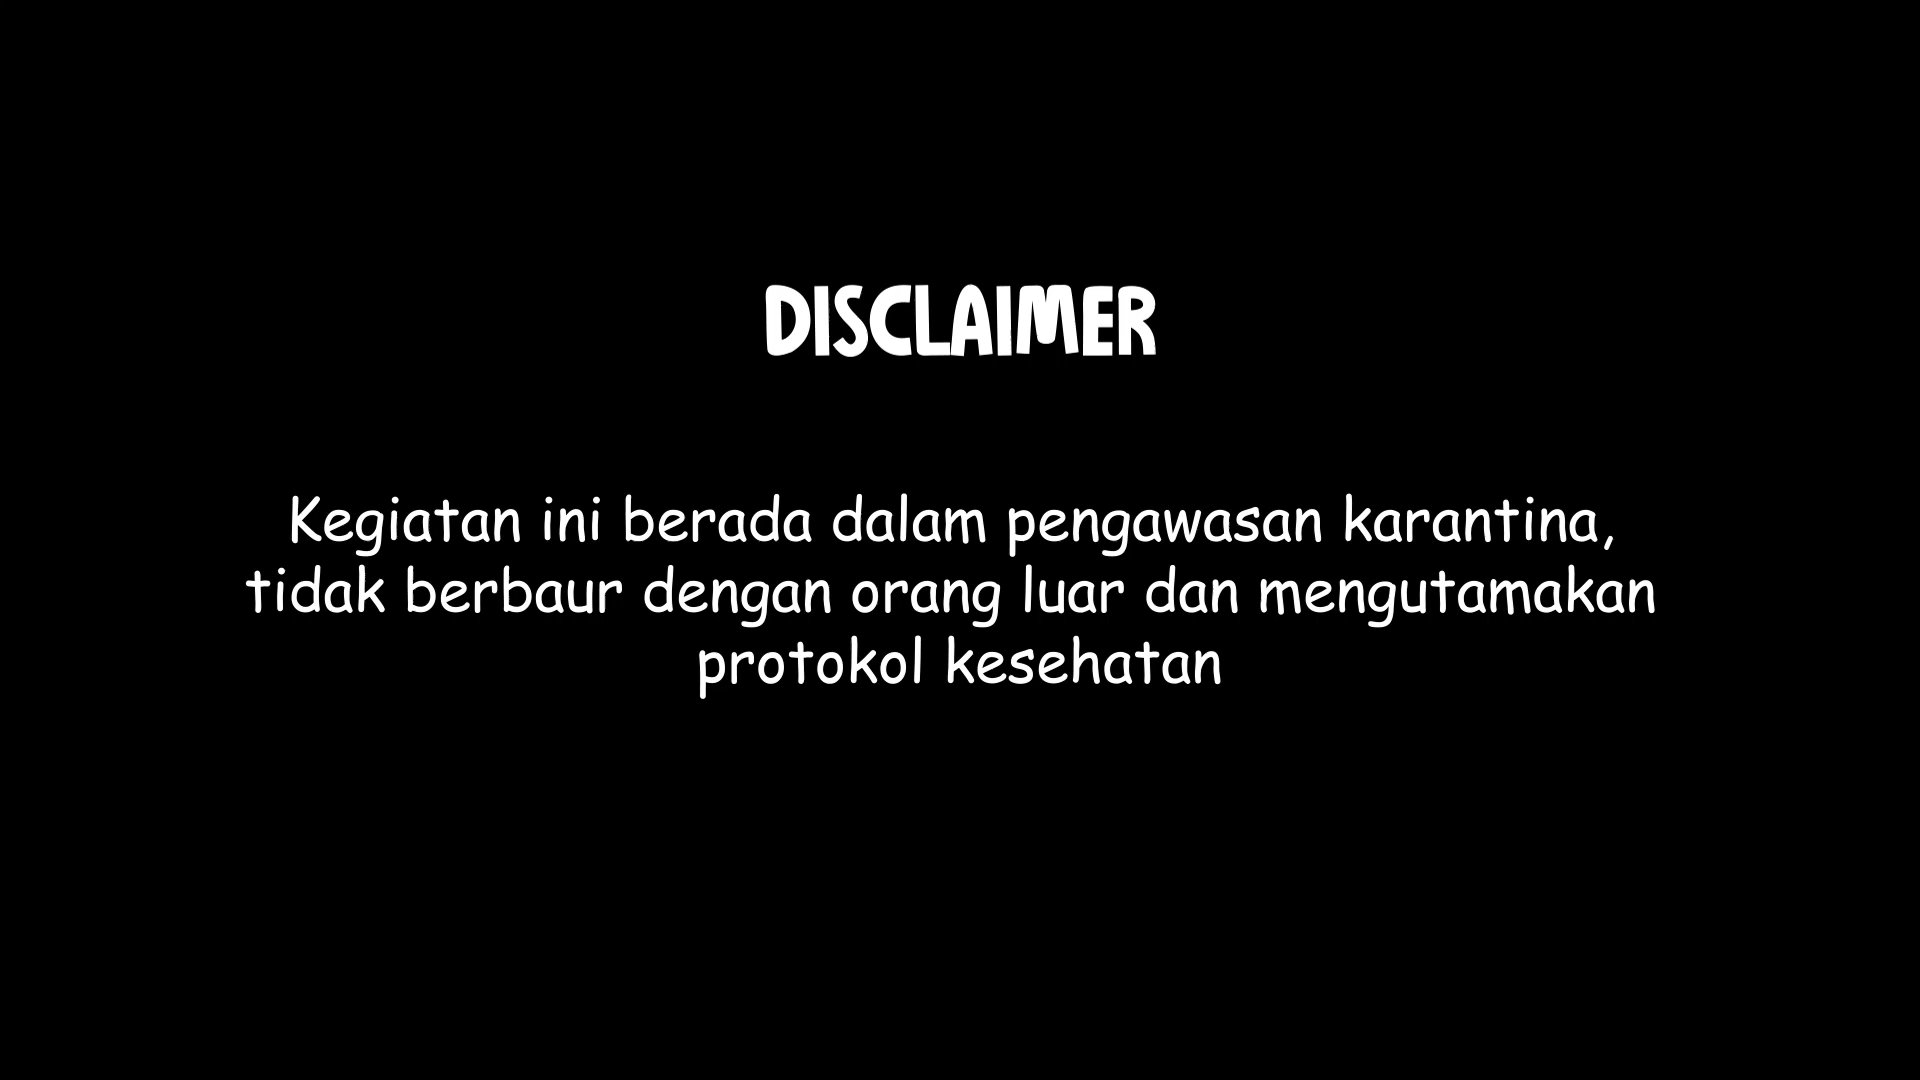 DISCLAIMER
Kegiatan ini berada dalam pengawasan karantina,
tidak berbaur dengan orang luar dan mengutamakan
protokol kesehatan